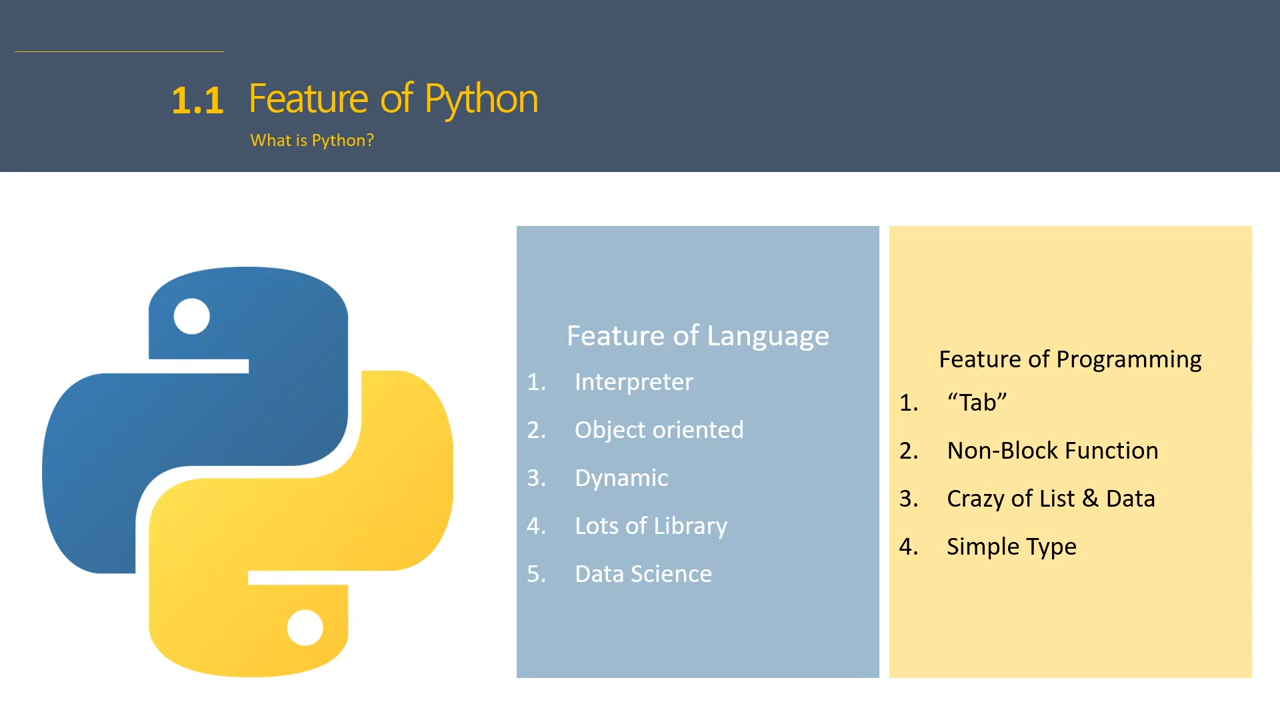 1.1 Feature of Python
What is Python?
Feature of Language
1. Interpreter
2. Object oriented
3. Dynamic
4. Lots of Library
5. Data Science
Feature of Programming
1. “Tab”
2. Non-Block Function
3. Crazy of List & Data
4. Simple Type